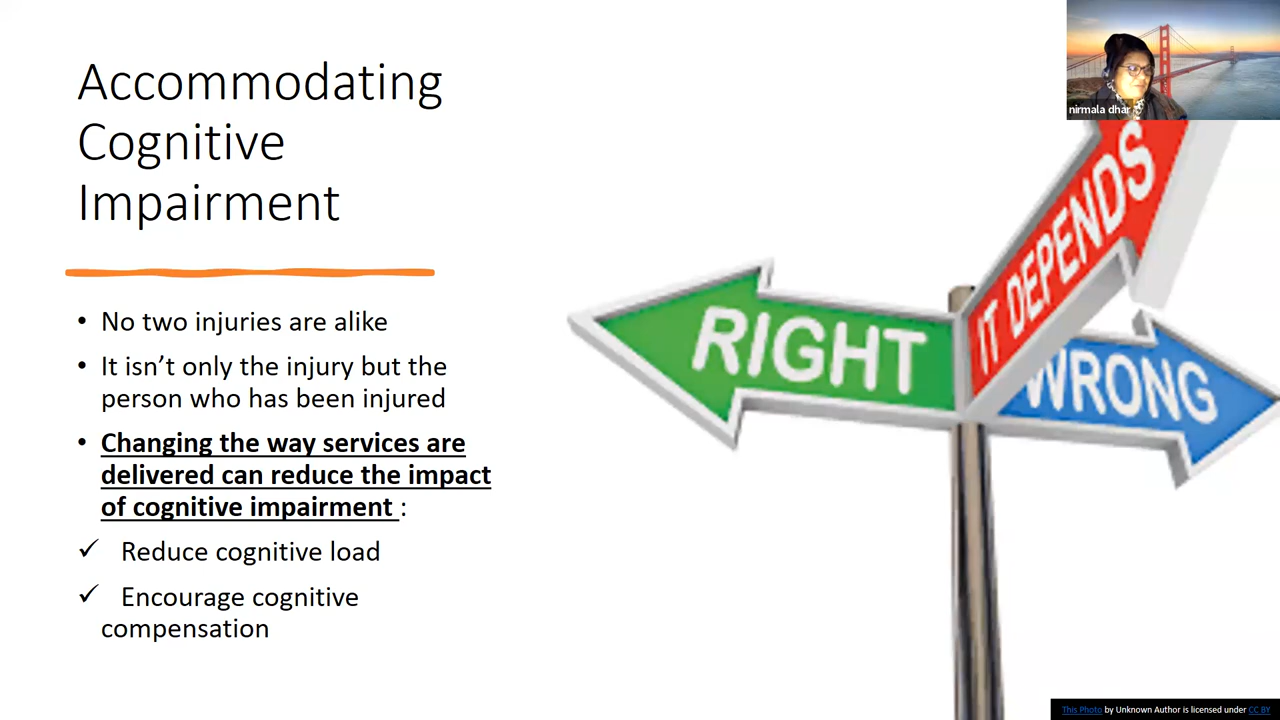 Accommodating
Cognitive
Impairment
• No two injuries are alike
• It isn’t only the injury but the
person who has been injured
• Changing the way services are
delivered can reduce the impact
of cognitive impairment :
✓ Reduce cognitive load
✓ Encourage cognitive
compensation
nirmala dhar
IT DEPENDS
RIGHT
WRONG
This Photo by Unknown Author is licensed under CC BY